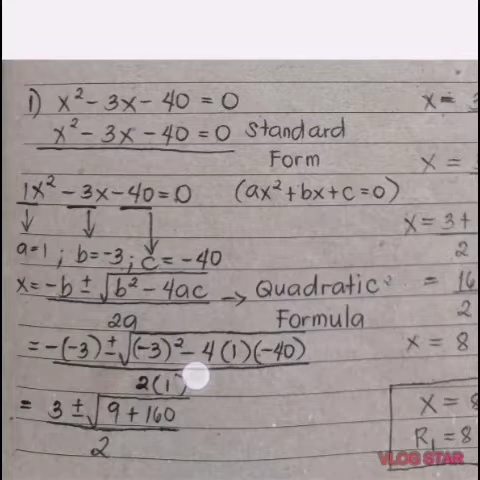 1) x² - 3x - 40 = 0
x² - 3x - 40 = 0 Standard
Form
1x² - 3x - 40 = 0 (ax² + bx + c = 0)
a = 1 ; b = -3 ; c = -40
x = -b ± √b² - 4ac → Quadratic
2a Formula
= -(-3) ± √(-3)² - 4(1)(-40)
2(1)
= 3 ± √9 + 160
2
x =
x =
x = 3 +
2
= 16
2
x = 8
x = 8
R₁ = 8
VLOG STAR